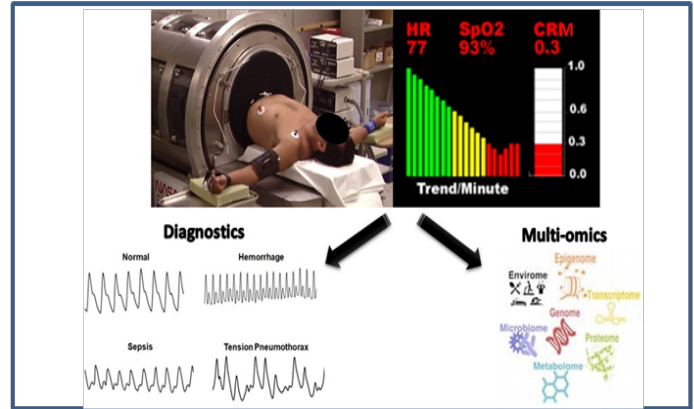 HR SpO2 CRM
77 93% 0.3
1.0
0.6
0.3
0.0
Trend/Minute
NASA
Diagnostics
Normal
Hemorrhage
Sepsis
Tension Pneumothorax
Multi-omics
Epigenome
Envirome
Transcriptome
Genome
Microbiome
Proteome
Metabolome